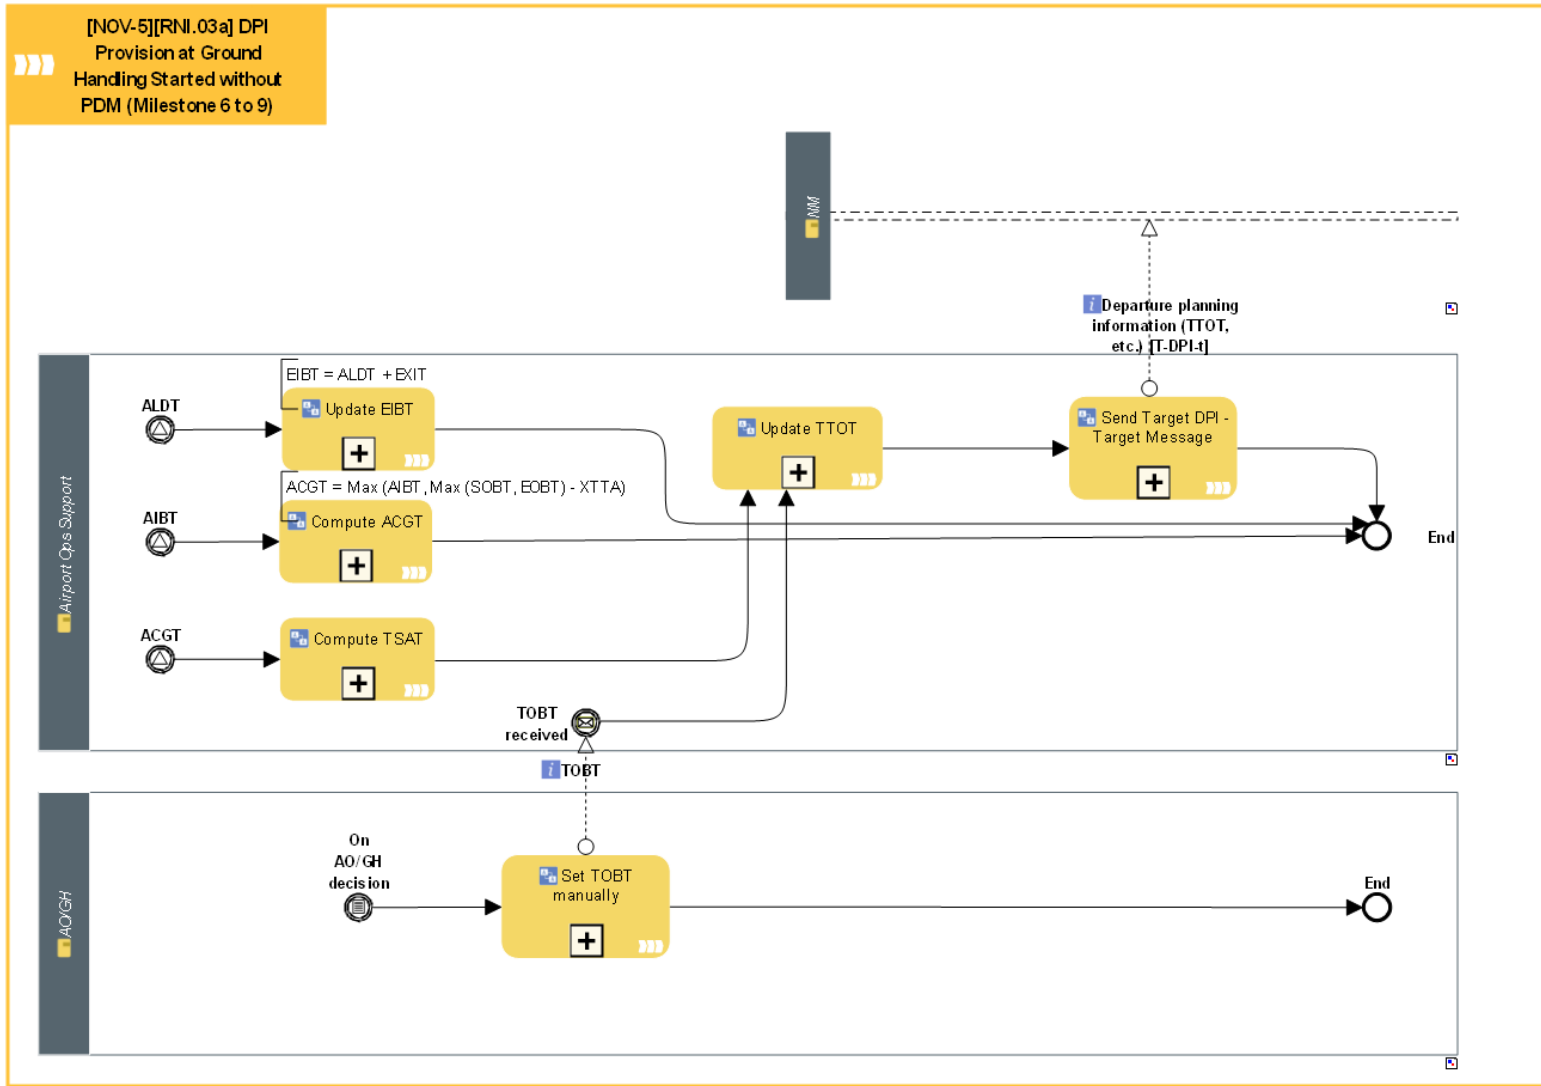 [NOV-5][RNI.03a] DPI
Provision at Ground
Handling Started without
PDM (Milestone 6 to 9)
NM
Departure planning
information (TTOT,
etc.) [T-DPI-t]
Airport Ops Support
EIBT = ALDT + EXIT
ALDT
Update EIBT
Update TTOT
Send Target DPI -
Target Message
ACGT = Max (AIBT, Max (SOBT, EOBT) - XTTA)
AIBT
Compute ACGT
End
ACGT
Compute TSAT
TOBT
received
TOBT
AO/GH
On
AO/GH
decision
Set TOBT
manually
End